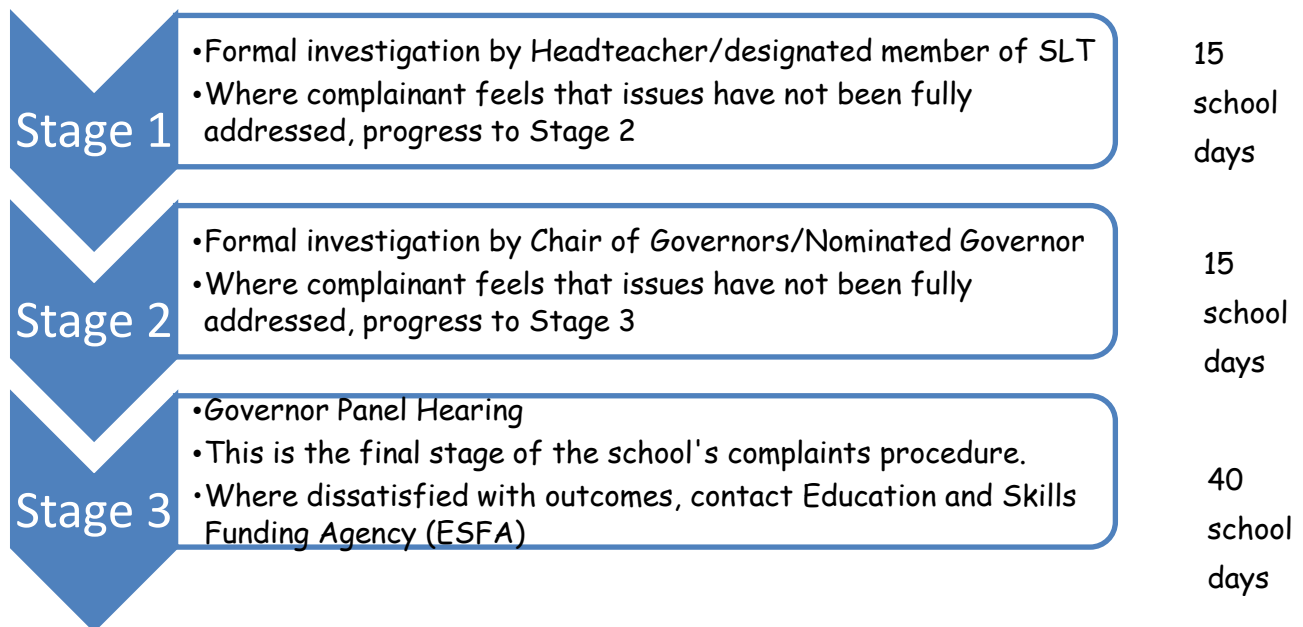 Stage 1
•Formal investigation by Headteacher/designated member of SLT
•Where complainant feels that issues have not been fully
addressed, progress to Stage 2
15
school
days
Stage 2
•Formal investigation by Chair of Governors/Nominated Governor
•Where complainant feels that issues have not been fully
addressed, progress to Stage 3
15
school
days
Stage 3
•Governor Panel Hearing
•This is the final stage of the school's complaints procedure.
•Where dissatisfied with outcomes, contact Education and Skills
Funding Agency (ESFA)
40
school
days